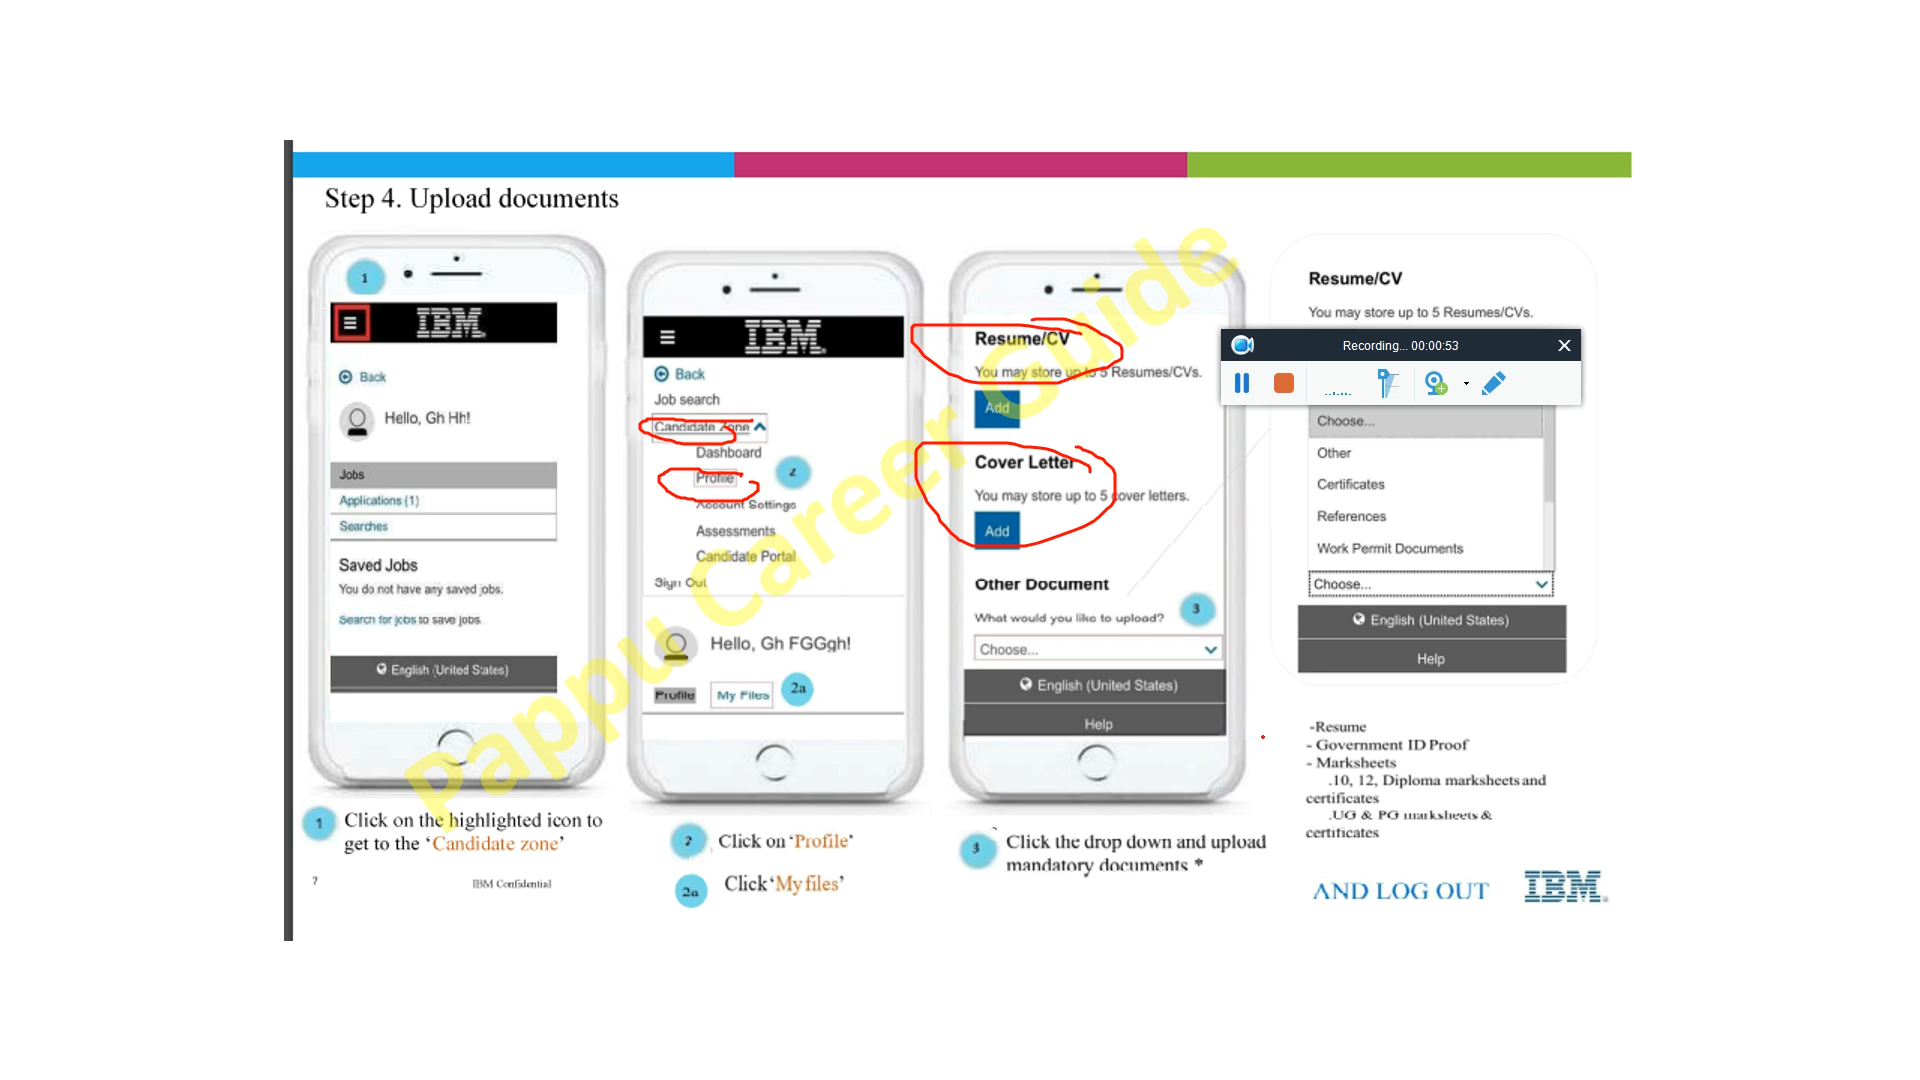 Step 4. Upload documents
1
IBM
Back
Hello, Gh Hh!
Jobs
Applications (1)
Searches
Saved Jobs
You do not have any saved jobs.
Search for jobs to save jobs.
English (United States)
1 Click on the highlighted icon to
get to the ‘Candidate zone’
7
IBM Confidential
IBM
Back
Job search
Candidate Zone
Dashboard
Profile
2
Account Settings
Assessments
Candidate Portal
Sign Out
Hello, Gh FGGgh!
Profile My Files 2a
2 Click on ‘Profile’
2a Click ‘My files’
Resume/CV
You may store up to 5 Resumes/CVs.
Add
Cover Letter
You may store up to 5 cover letters.
Add
Other Document
What would you like to upload? 3
Choose...
English (United States)
Help
3 Click the drop down and upload
mandatory documents *
Resume/CV
You may store up to 5 Resumes/CVs.
Recording... 00:00:53
Choose...
Other
Certificates
References
Work Permit Documents
Choose...
English (United States)
Help
-Resume
- Government ID Proof
- Marksheets
.10, 12, Diploma marksheets and
certificates
.UG & PG marksheets &
certificates
AND LOG OUT IBM
Pappu Career Guide